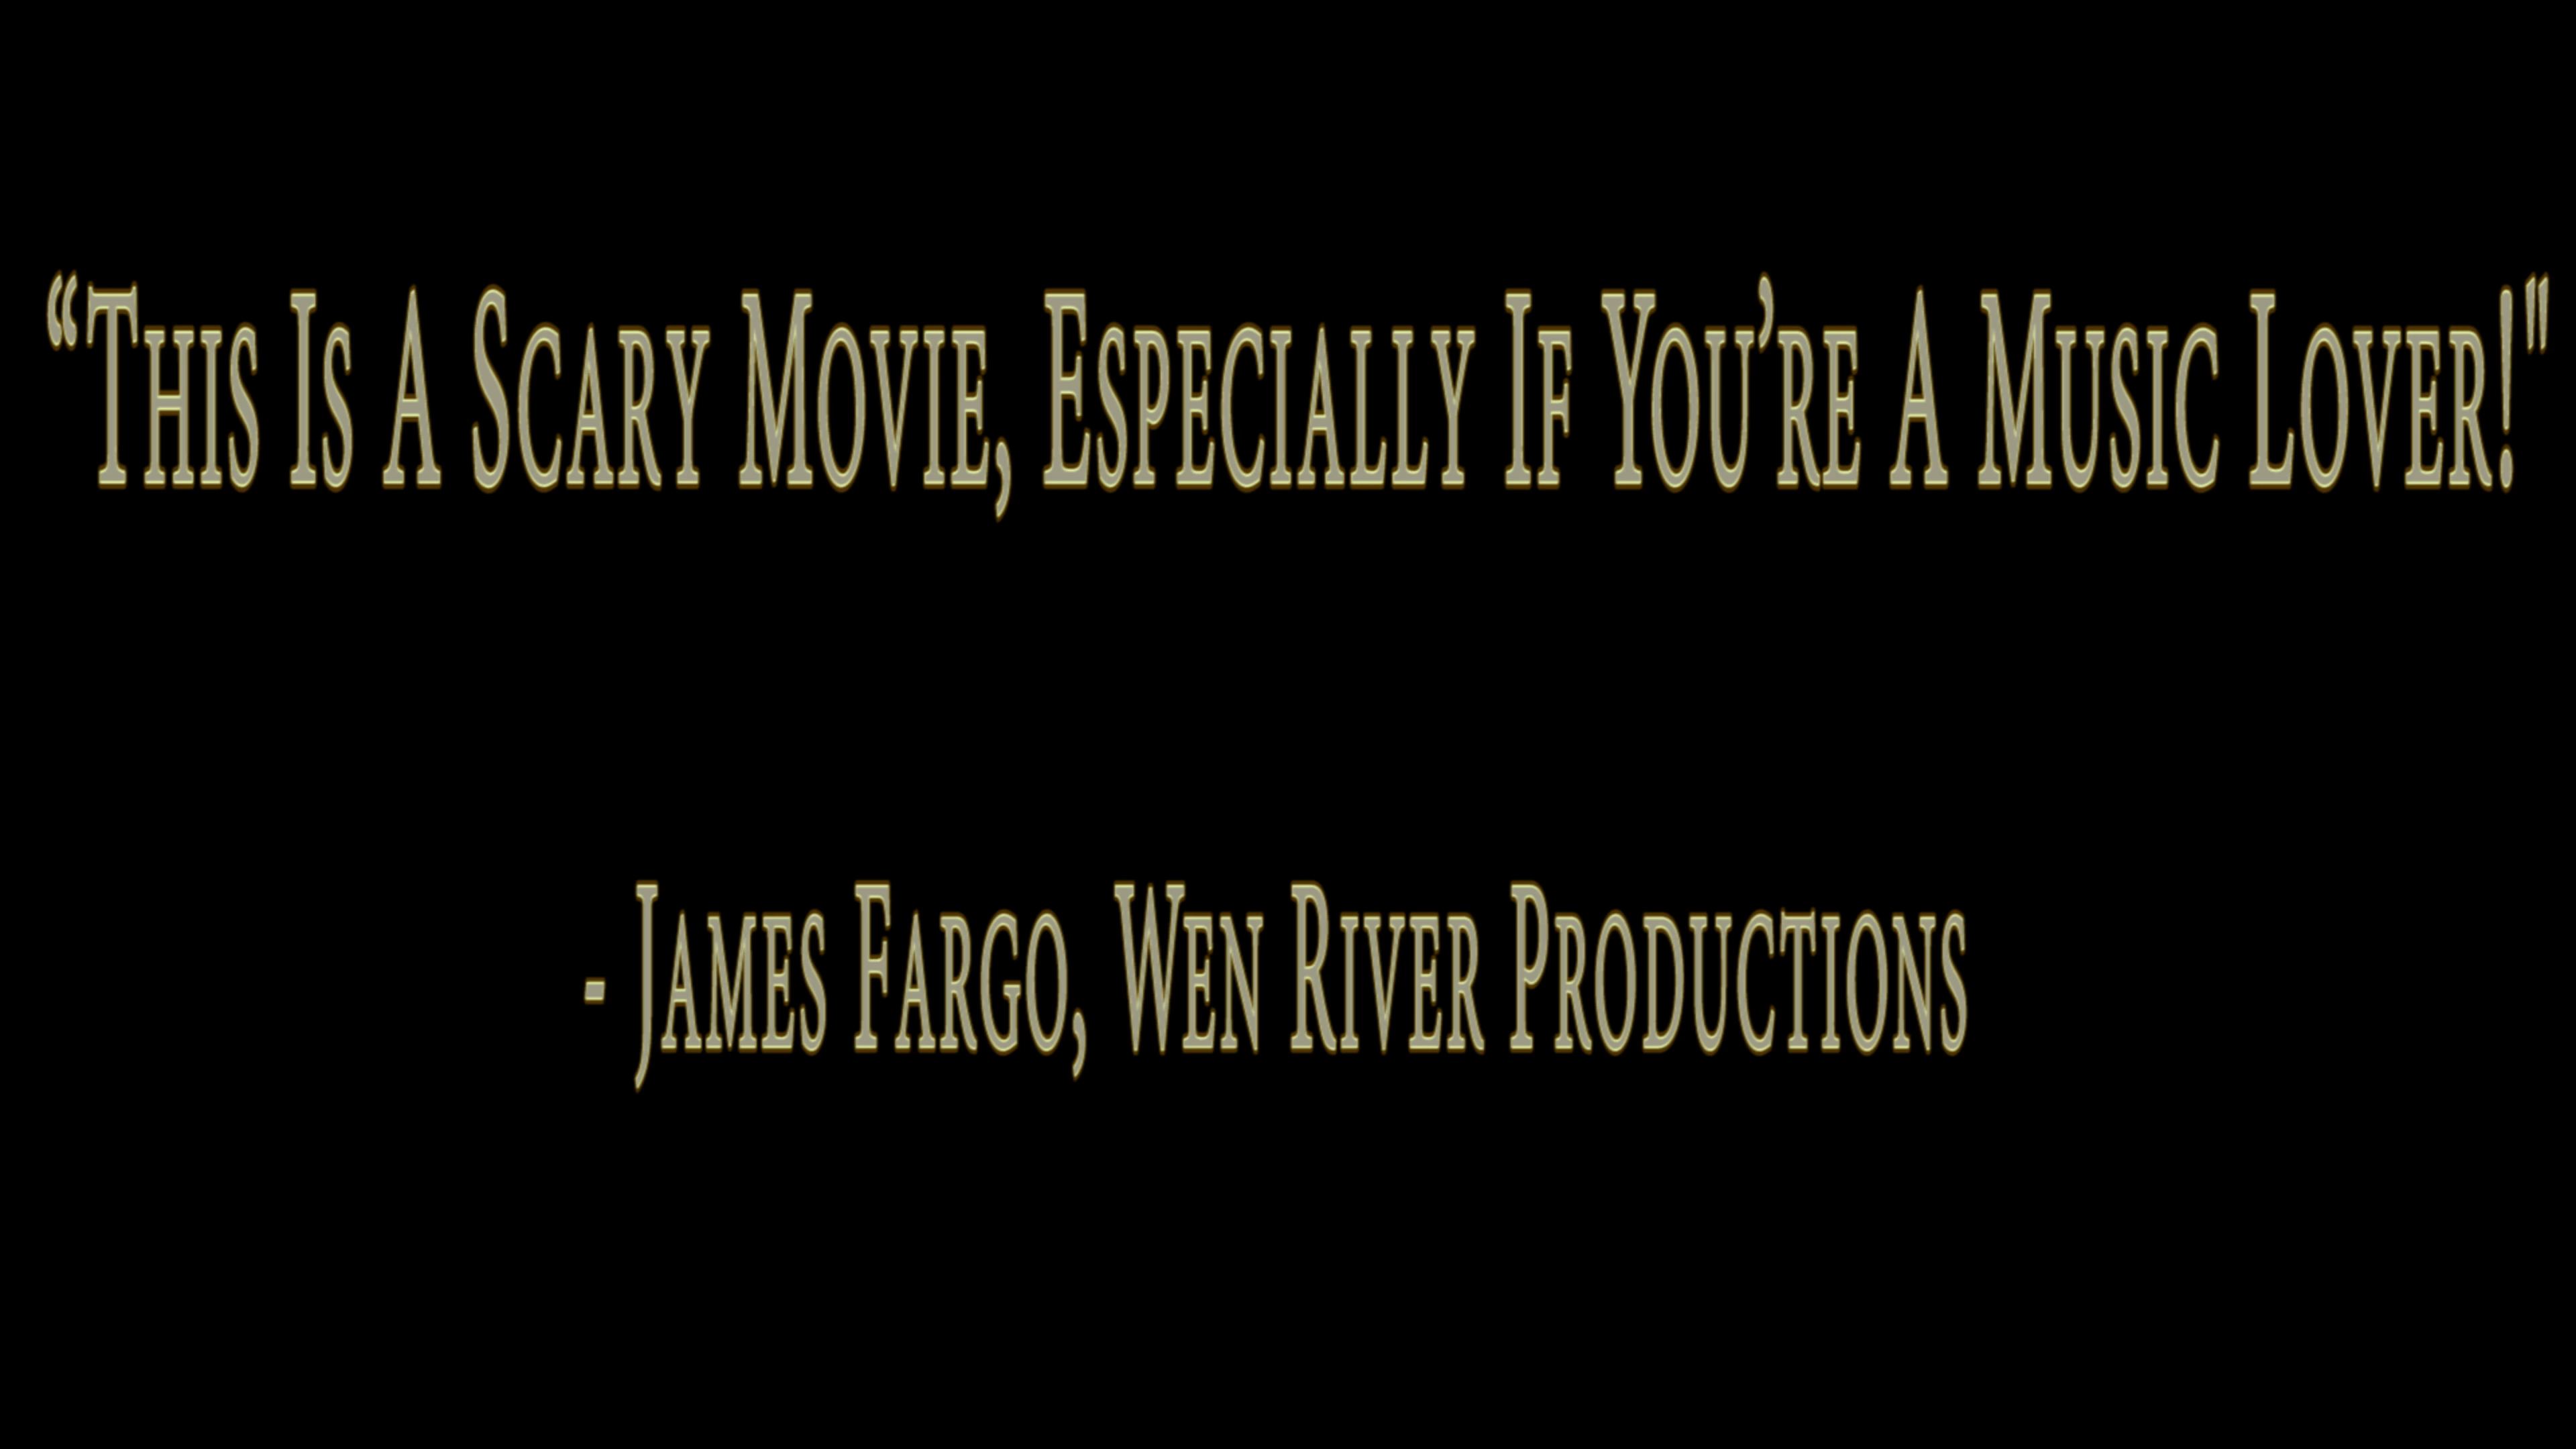 “This Is A Scary Movie, Especially If You’re A Music Lover!"
- James Fargo, Wen River Productions